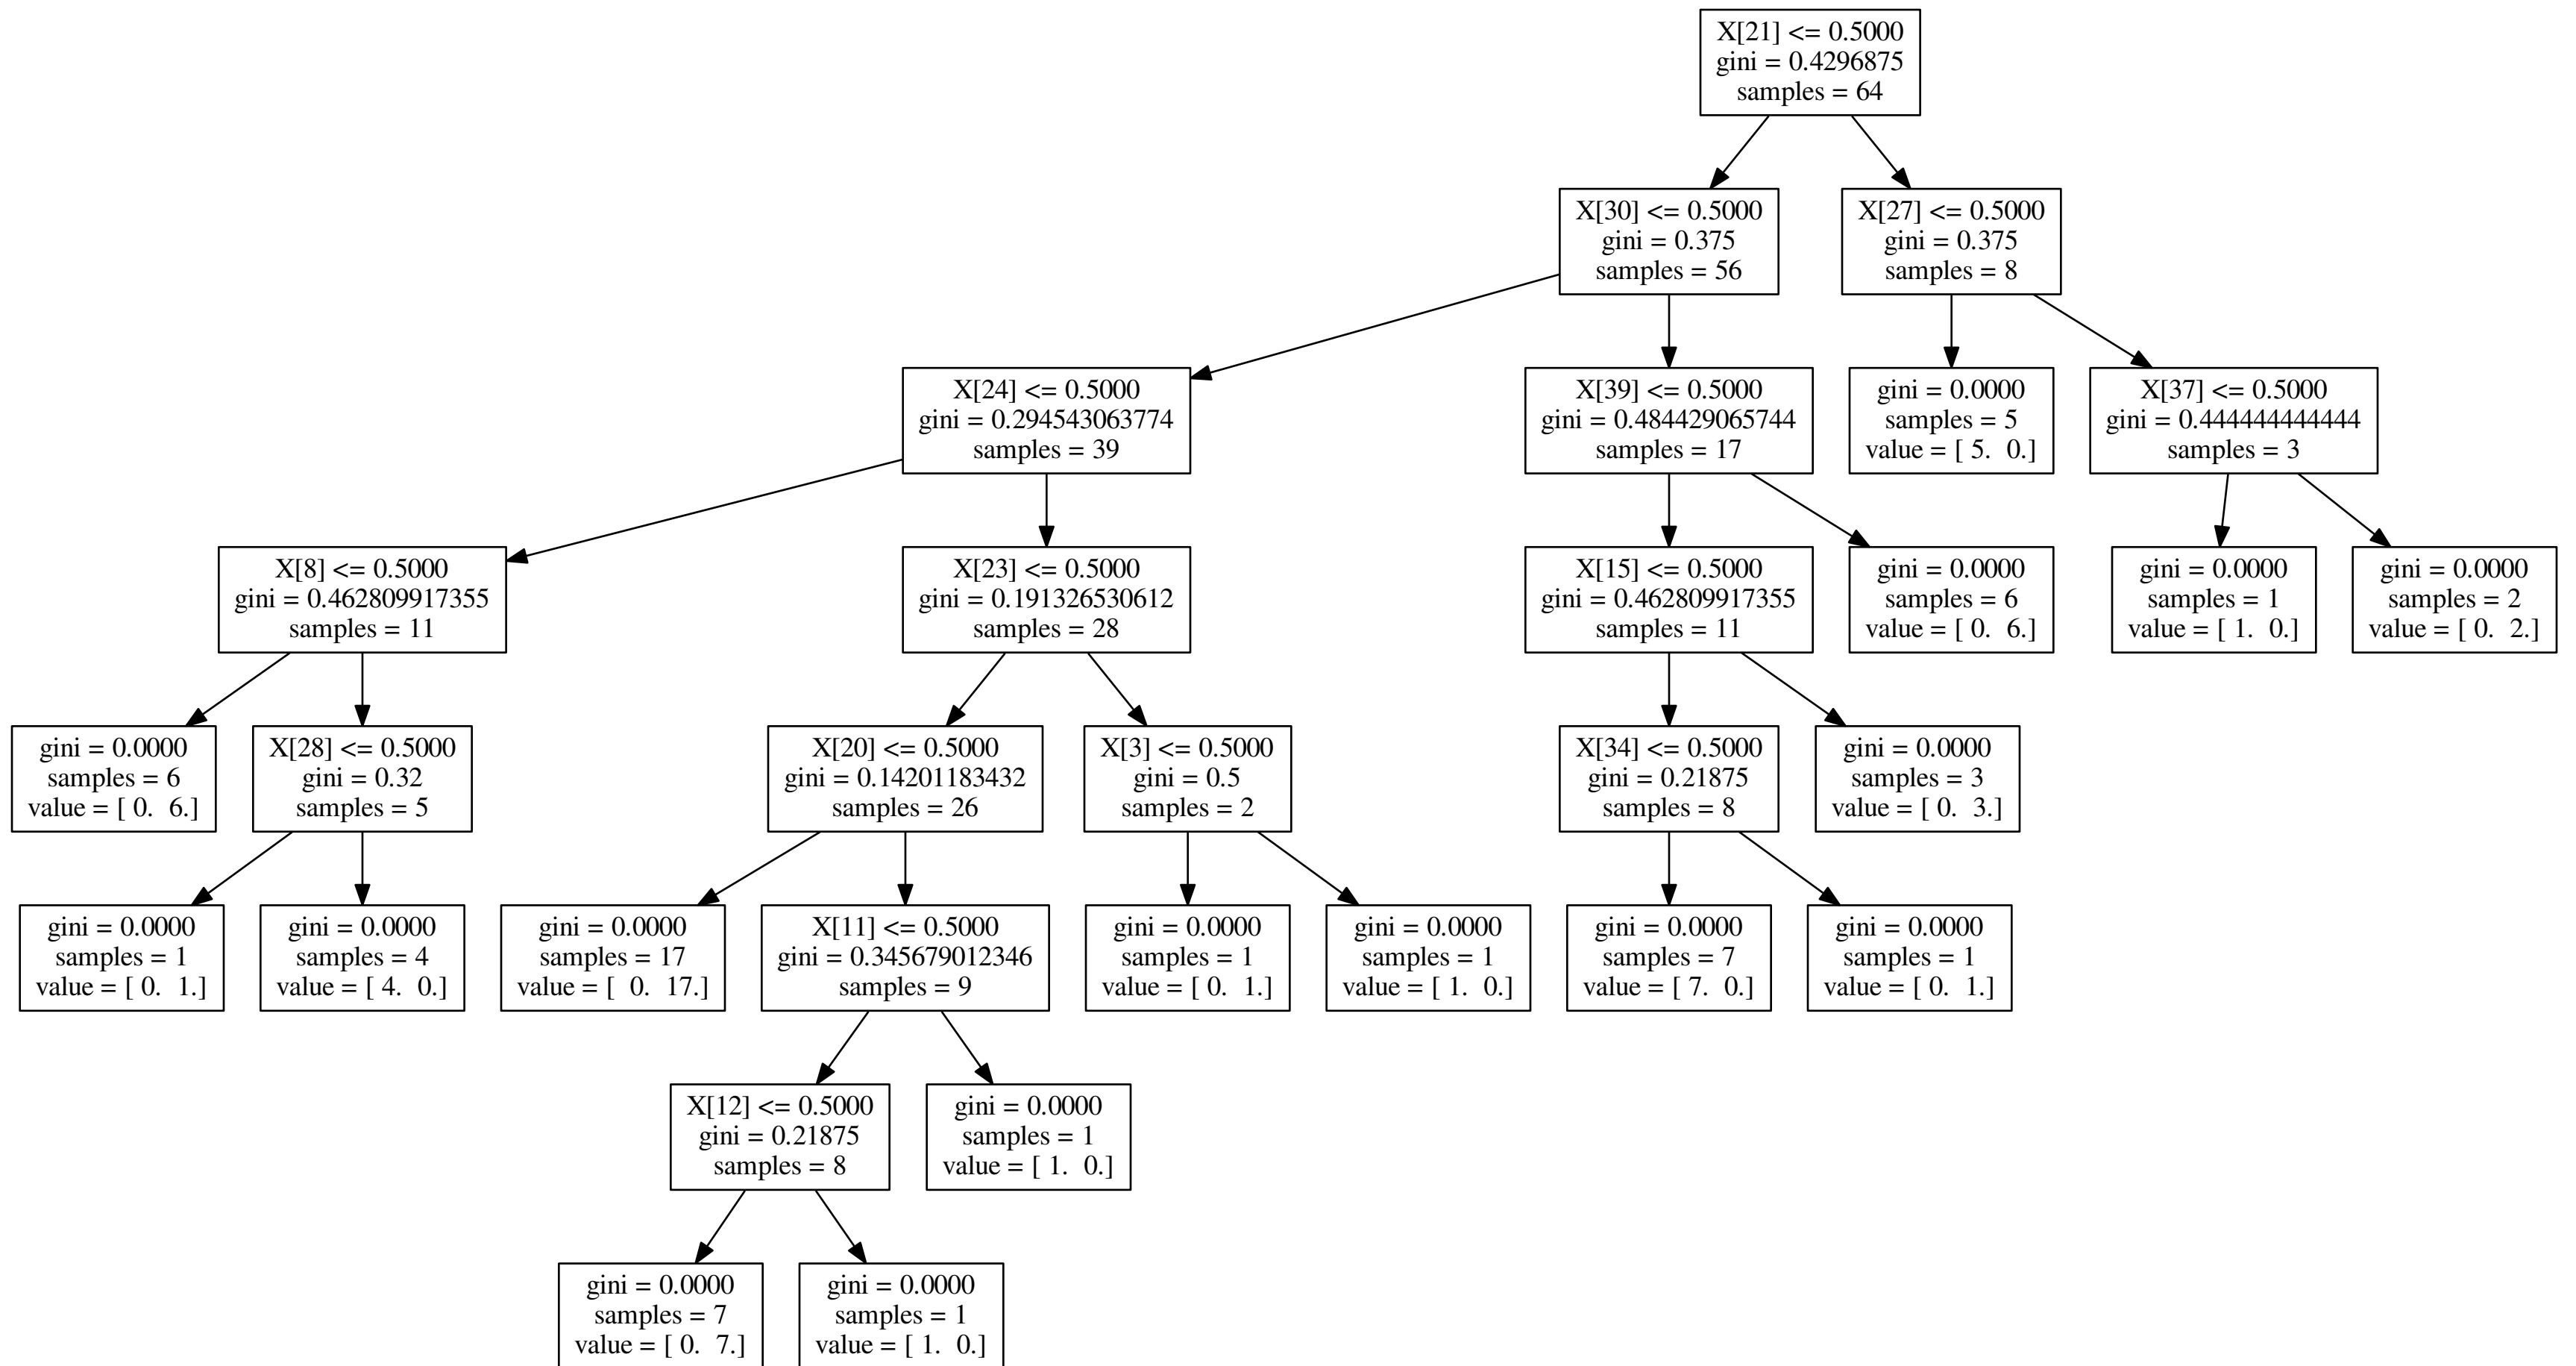 X[21] <= 0.5000
gini = 0.4296875
samples = 64
X[30] <= 0.5000
gini = 0.375
samples = 56
X[27] <= 0.5000
gini = 0.375
samples = 8
X[24] <= 0.5000
gini = 0.294543063774
samples = 39
X[39] <= 0.5000
gini = 0.484429065744
samples = 17
gini = 0.0000
samples = 5
value = [ 5.  0.]
X[37] <= 0.5000
gini = 0.444444444444
samples = 3
X[8] <= 0.5000
gini = 0.462809917355
samples = 11
X[23] <= 0.5000
gini = 0.191326530612
samples = 28
X[15] <= 0.5000
gini = 0.462809917355
samples = 11
gini = 0.0000
samples = 6
value = [ 0.  6.]
gini = 0.0000
samples = 1
value = [ 1.  0.]
gini = 0.0000
samples = 2
value = [ 0.  2.]
gini = 0.0000
samples = 6
value = [ 0.  6.]
X[28] <= 0.5000
gini = 0.32
samples = 5
X[20] <= 0.5000
gini = 0.14201183432
samples = 26
X[3] <= 0.5000
gini = 0.5
samples = 2
X[34] <= 0.5000
gini = 0.21875
samples = 8
gini = 0.0000
samples = 3
value = [ 0.  3.]
gini = 0.0000
samples = 1
value = [ 0.  1.]
gini = 0.0000
samples = 4
value = [ 4.  0.]
gini = 0.0000
samples = 17
value = [  0.  17.]
X[11] <= 0.5000
gini = 0.345679012346
samples = 9
gini = 0.0000
samples = 1
value = [ 0.  1.]
gini = 0.0000
samples = 1
value = [ 1.  0.]
gini = 0.0000
samples = 7
value = [ 7.  0.]
gini = 0.0000
samples = 1
value = [ 0.  1.]
X[12] <= 0.5000
gini = 0.21875
samples = 8
gini = 0.0000
samples = 1
value = [ 1.  0.]
gini = 0.0000
samples = 7
value = [ 0.  7.]
gini = 0.0000
samples = 1
value = [ 1.  0.]